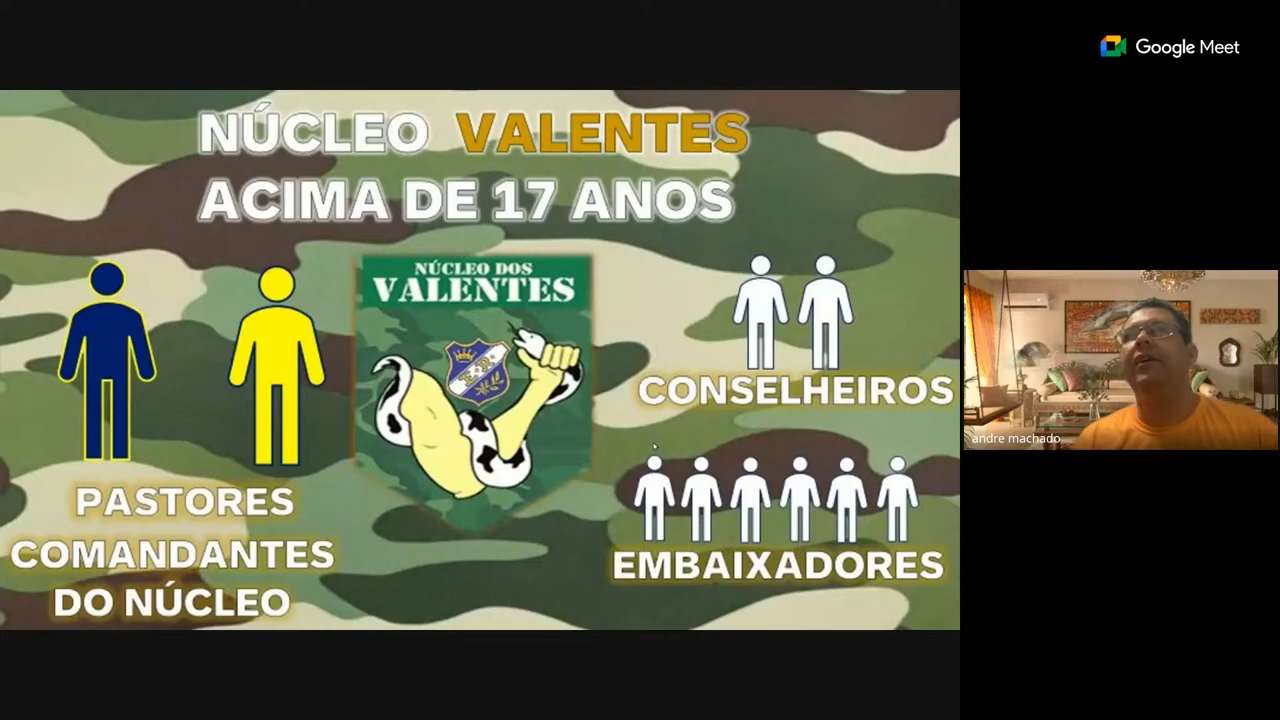 NÚCLEO VALENTES
ACIMA DE 17 ANOS
NÚCLEO DOS
VALENTES
E.R.
PASTORES
COMANDANTES
DO NÚCLEO
CONSELHEIROS
EMBAIXADORES
Google Meet
andre machado